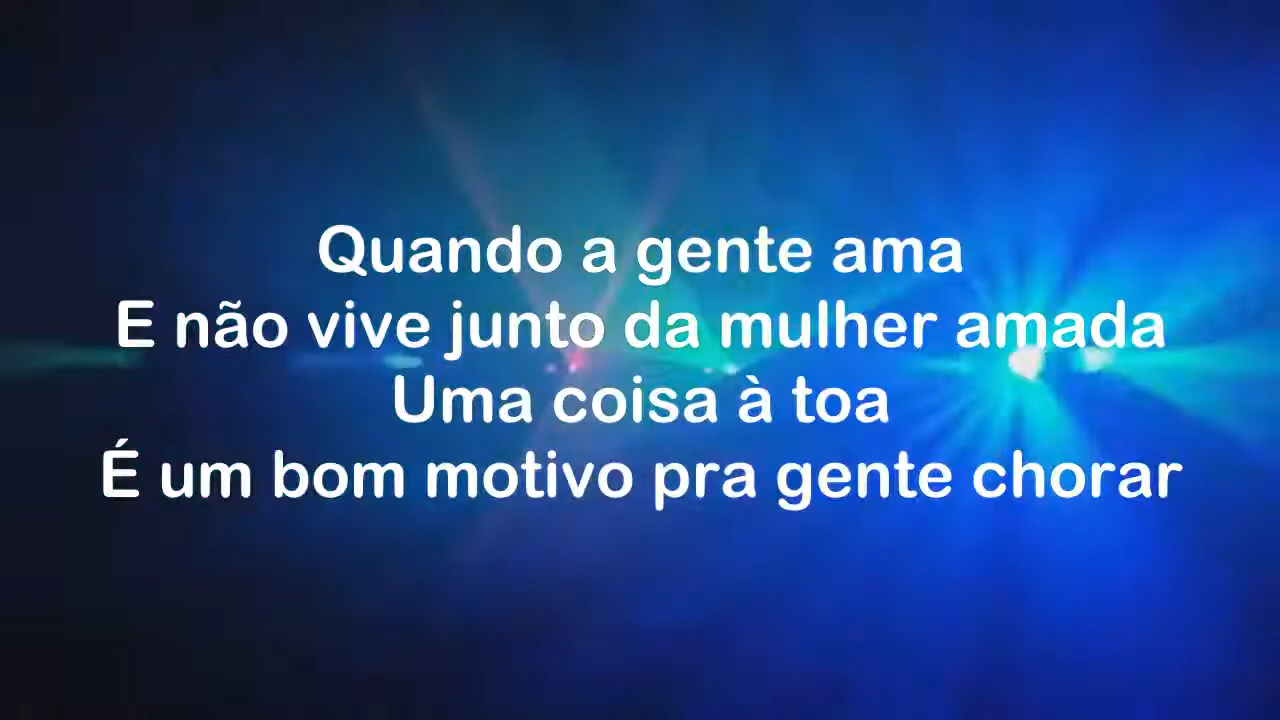 Quando a gente ama
E não vive junto da mulher amada
Uma coisa à toa
É um bom motivo pra gente chorar